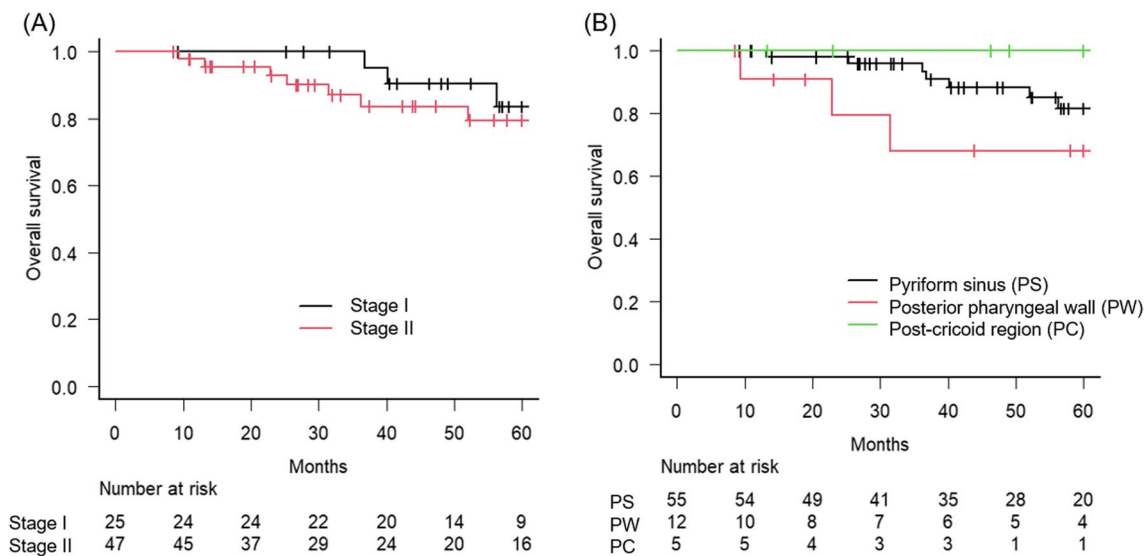 (A)
1.0
0.8
0.6
0.4
0.2
0.0
Overall survival
Stage I
Stage II
0 10 20 30 40 50 60
Months
Number at risk
Stage I 25 24 24 22 20 14 9
Stage II 47 45 37 29 24 20 16
(B)
1.0
0.8
0.6
0.4
0.2
0.0
Overall survival
Pyriform sinus (PS)
Posterior pharyngeal wall (PW)
Post-cricoid region (PC)
0 10 20 30 40 50 60
Months
Number at risk
PS 55 54 49 41 35 28 20
PW 12 10 8 7 6 5 4
PC 5 5 4 3 3 1 1